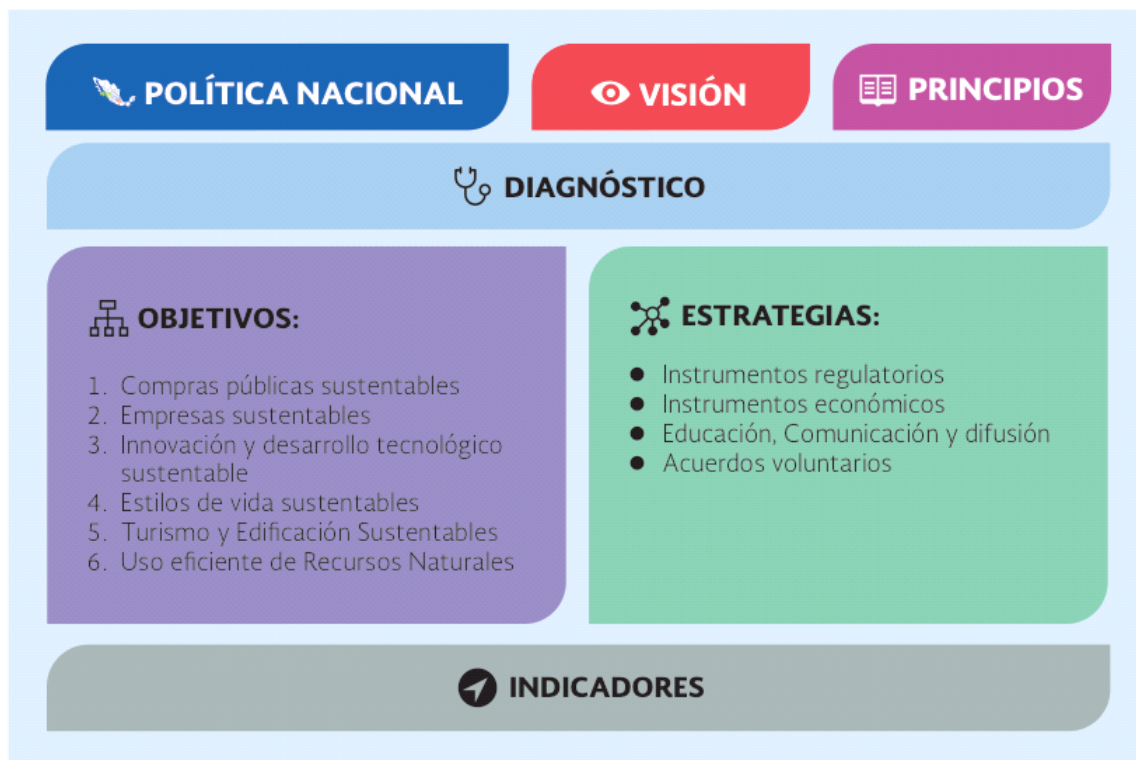 POLÍTICA NACIONAL
VISIÓN
PRINCIPIOS
DIAGNÓSTICO
OBJETIVOS:
1. Compras públicas sustentables
2. Empresas sustentables
3. Innovación y desarrollo tecnológico
sustentable
4. Estilos de vida sustentables
5. Turismo y Edificación Sustentables
6. Uso eficiente de Recursos Naturales
ESTRATEGIAS:
● Instrumentos regulatorios
● Instrumentos económicos
● Educación, Comunicación y difusión
● Acuerdos voluntarios
INDICADORES